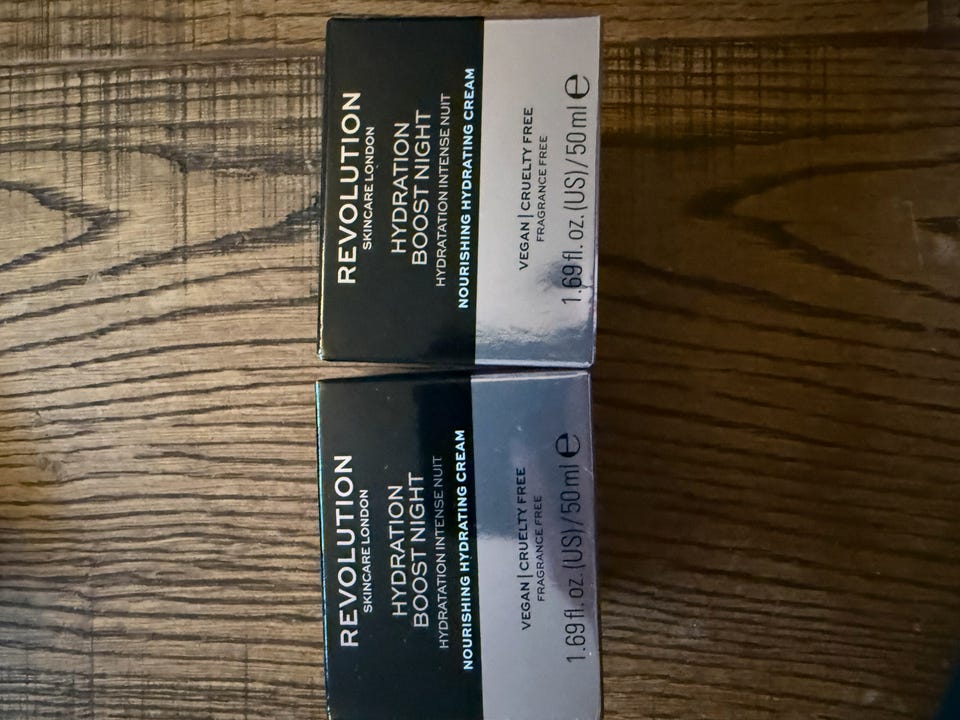 REVOLUTION
SKINCARE LONDON
HYDRATION
BOOST NIGHT
HYDRATATION INTENSE NUIT
NOURISHING HYDRATING CREAM
VEGAN | CRUELTY FREE
FRAGRANCE FREE
1.69 fl. oz. (US) / 50 ml e
REVOLUTION
SKINCARE LONDON
HYDRATION
BOOST NIGHT
HYDRATATION INTENSE NUIT
NOURISHING HYDRATING CREAM
VEGAN | CRUELTY FREE
FRAGRANCE FREE
1.69 fl. oz. (US) / 50 ml e